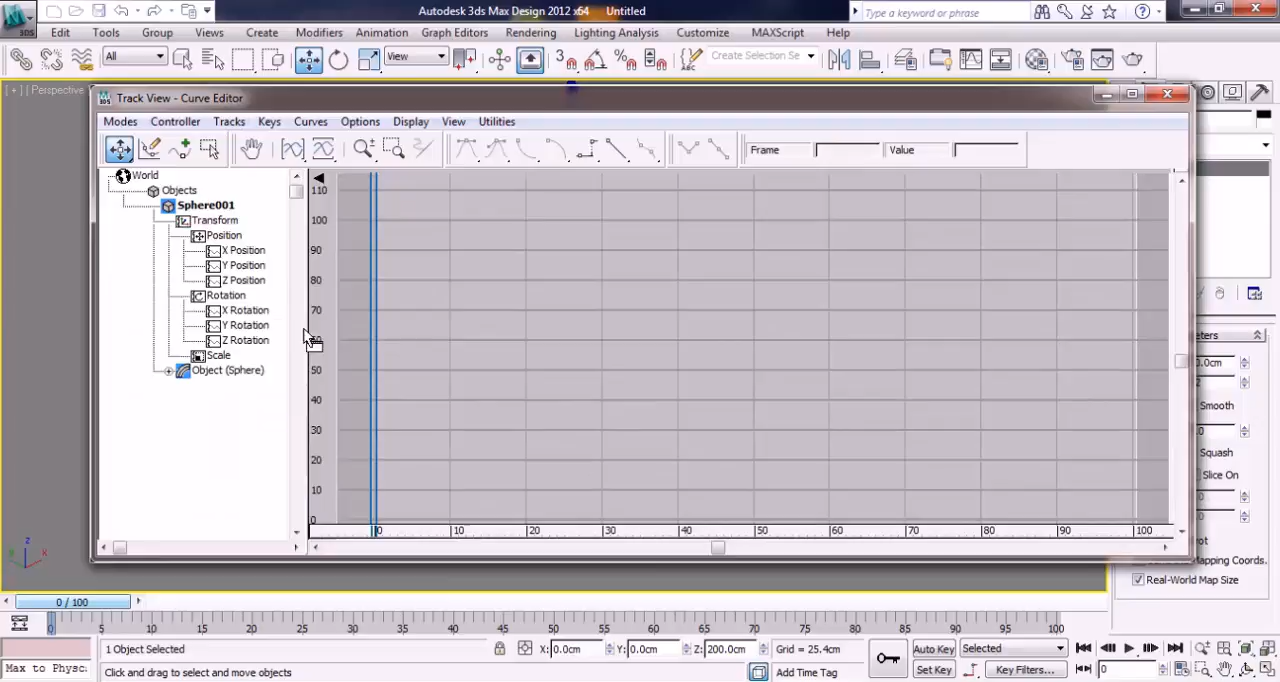 Autodesk 3ds Max Design 2012 x64 Untitled
Type a keyword or phrase
3DS
Edit Tools Group Views Create Modifiers Animation Graph Editors Rendering Lighting Analysis Customize MAXScript Help
All View 3 Create Selection Se
[ + ] [ Perspective
Track View - Curve Editor
Modes Controller Tracks Keys Curves Options Display View Utilities
Frame Value
World
Objects
Sphere001
Transform
Position
X Position
Y Position
Z Position
Rotation
X Rotation
Y Rotation
Z Rotation
Scale
Object (Sphere)
110
100
90
80
70
50
40
30
20
10
0
0 10 20 30 40 50 60 70 80 90 100
Smooth
Squash
Slice On
Mapping Coords.
Real-World Map Size
z
x
0 / 100
0 5 10 15 20 25 30 35 40 45 50 55 60 65 70 75 80 85 90 95 100
1 Object Selected X: 0.0cm Y: 0.0cm Z: 200.0cm Grid = 25.4cm Auto Key Selected
Max to Physc. Click and drag to select and move objects Add Time Tag Set Key Key Filters... 0